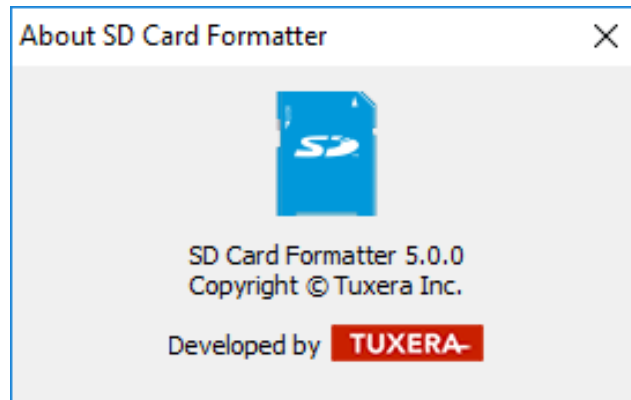 About SD Card Formatter
SD
SD Card Formatter 5.0.0
Copyright © Tuxera Inc.
Developed by TUXERA